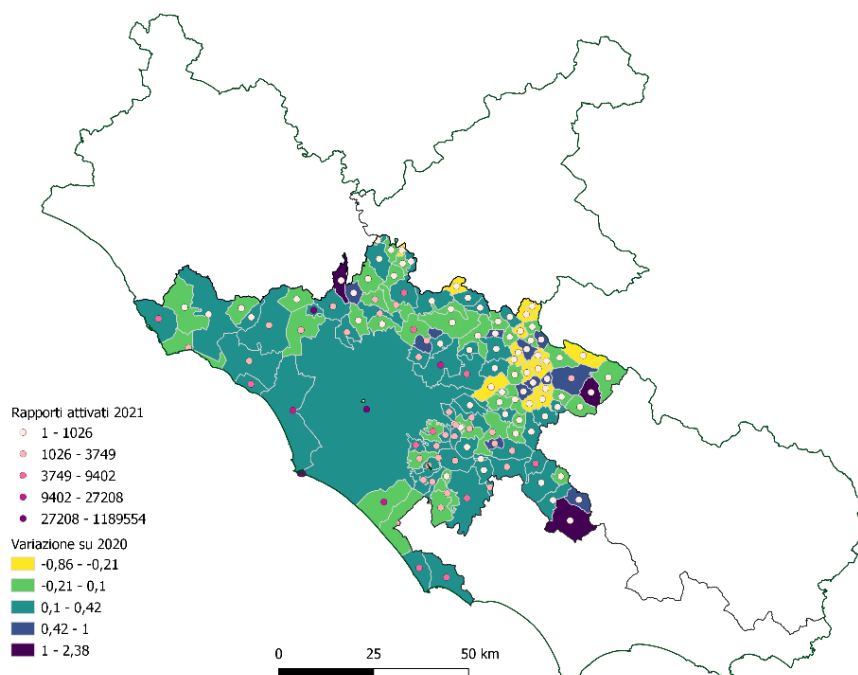 Rapporti attivati 2021
1 - 1026
1026 - 3749
3749 - 9402
9402 - 27208
27208 - 1189554
Variazione su 2020
-0,86 - -0,21
-0,21 - 0,1
0,1 - 0,42
0,42 - 1
1 - 2,38
0 25 50 km